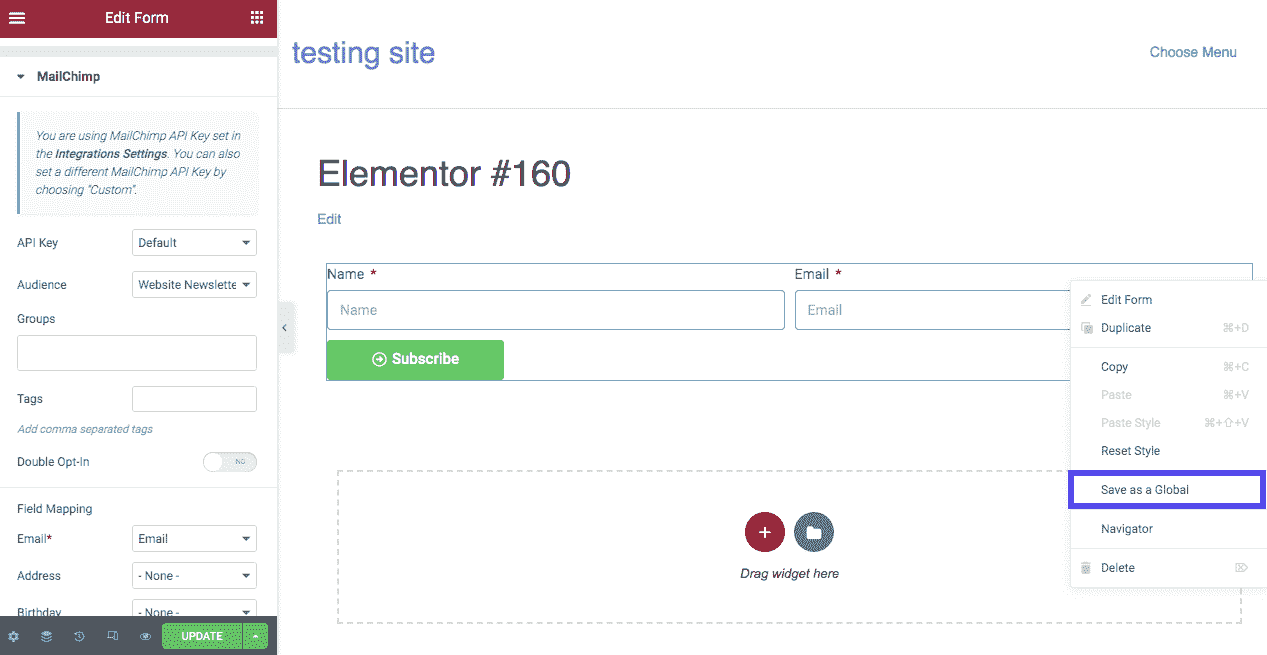 Edit Form
MailChimp
You are using MailChimp API Key set in
the Integrations Settings. You can also
set a different MailChimp API Key by
choosing "Custom".
API Key
Default
Audience
Website Newslette
Groups
Tags
Add comma separated tags
Double Opt-In
NO
Field Mapping
Email*
Email
Address
- None -
Birthday
- None -
UPDATE
testing site
Choose Menu
Elementor #160
Edit
Name *
Email *
Name
Email
Subscribe
Drag widget here
Edit Form
Duplicate ⌘+D
Copy ⌘+C
Paste ⌘+V
Paste Style ⌘+⇧+V
Reset Style
Save as a Global
Navigator
Delete ⌦